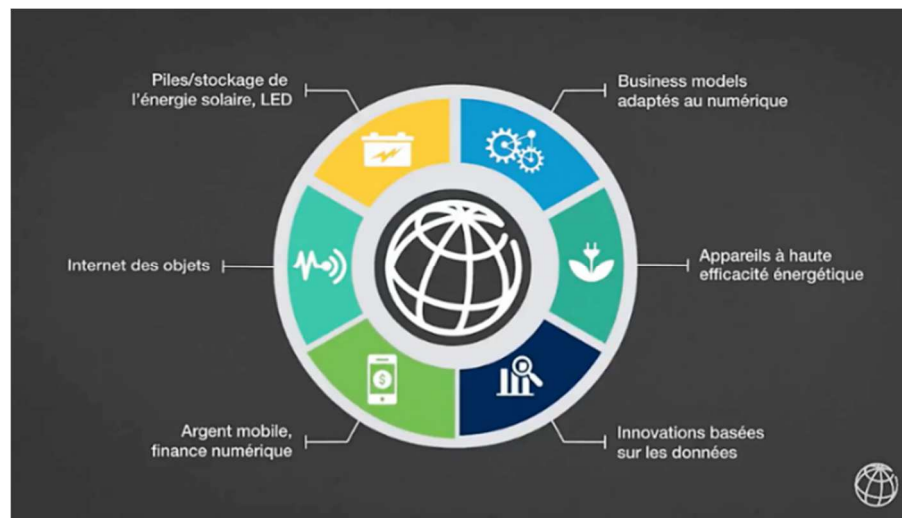 Piles/stockage de
l'énergie solaire, LED
Business models
adaptés au numérique
Internet des objets
Appareils à haute
efficacité énergétique
Argent mobile,
finance numérique
Innovations basées
sur les données
$